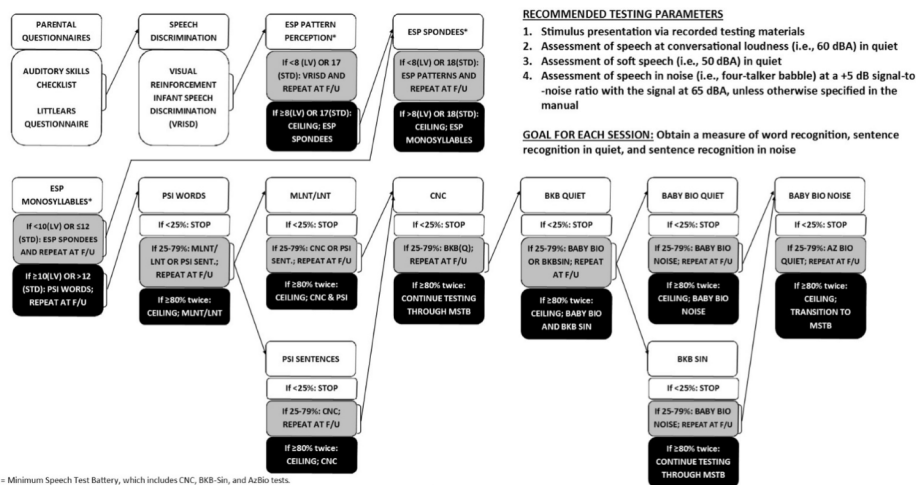 PARENTAL
QUESTIONNAIRES
AUDITORY SKILLS
CHECKLIST
LITTLEARS
QUESTIONNAIRE
SPEECH
DISCRIMINATION
VISUAL
REINFORCEMENT
INFANT SPEECH
DISCRIMINATION
(VRISD)
ESP PATTERN
PERCEPTION*
If <8 (LV) OR 17
(STD): VRISD AND
REPEAT AT F/U
If ≥8(LV) OR 17(STD):
CEILING; ESP
SPONDEES
ESP SPONDEES*
If <8 (LV) OR 18(STD):
ESP PATTERNS AND
REPEAT AT F/U
If >8(LV) OR 18(STD):
CEILING; ESP
MONOSYLLABLES
RECOMMENDED TESTING PARAMETERS
1. Stimulus presentation via recorded testing materials
2. Assessment of speech at conversational loudness (i.e., 60 dBA) in quiet
3. Assessment of soft speech (i.e., 50 dBA) in quiet
4. Assessment of speech in noise (i.e., four-talker babble) at a +5 dB signal-to
-noise ratio with the signal at 65 dBA, unless otherwise specified in the
manual
GOAL FOR EACH SESSION: Obtain a measure of word recognition, sentence
recognition in quiet, and sentence recognition in noise
ESP
MONOSYLLABLES*
If <10(LV) OR ≤12
(STD): ESP SPONDEES
AND REPEAT AT F/U
If ≥10(LV) OR >12
(STD): PSI WORDS;
REPEAT AT F/U
PSI WORDS
If <25%: STOP
If 25-79%: MLNT/
LNT OR PSI SENT.;
REPEAT AT F/U
If ≥80% twice:
CEILING; MLNT/LNT
MLNT/LNT
If <25%: STOP
If 25-79%: CNC OR PSI
SENT.; REPEAT AT F/U
If ≥80% twice:
CEILING; CNC & PSI
CNC
If <25%: STOP
If 25-79%: BKB(Q);
REPEAT AT F/U
If ≥80% twice:
CONTINUE TESTING
THROUGH MSTB
BKB QUIET
If <25%: STOP
If 25-79%: BABY BIO
OR BKBSIN; REPEAT
AT F/U
If ≥80% twice:
CEILING; BABY BIO
AND BKB SIN
BABY BIO QUIET
If <25%: STOP
If 25-79%: BABY BIO
NOISE; REPEAT AT F/U
If ≥80% twice:
CEILING; BABY BIO
NOISE
BABY BIO NOISE
If <25%: STOP
If 25-79%: AZ BIO
QUIET; REPEAT AT F/U
If ≥80% twice:
CEILING;
TRANSITION TO
MSTB
PSI SENTENCES
If <25%: STOP
If 25-79%: CNC;
REPEAT AT F/U
If ≥80% twice:
CEILING; CNC
BKB SIN
If <25%: STOP
If 25-79%: BABY BIO
NOISE; REPEAT AT F/U
If ≥80% twice:
CONTINUE TESTING
THROUGH MSTB
= Minimum Speech Test Battery, which includes CNC, BKB-Sin, and AzBio tests.